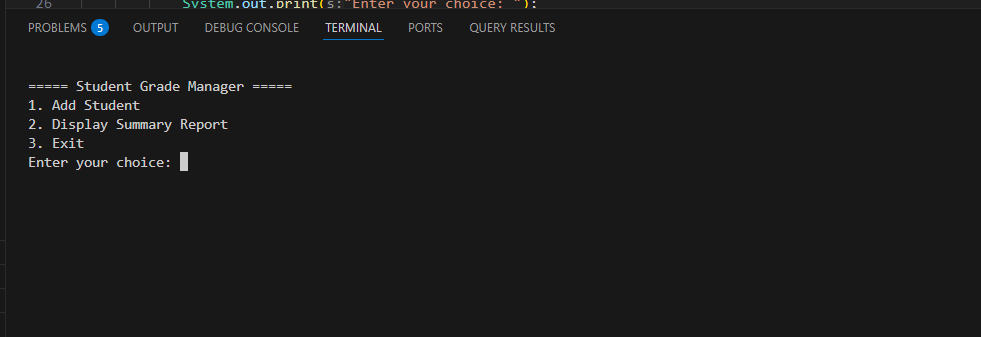 26 System.out.print(s:"Enter your choice: ");
PROBLEMS 5 OUTPUT DEBUG CONSOLE TERMINAL PORTS QUERY RESULTS
===== Student Grade Manager =====
1. Add Student
2. Display Summary Report
3. Exit
Enter your choice: